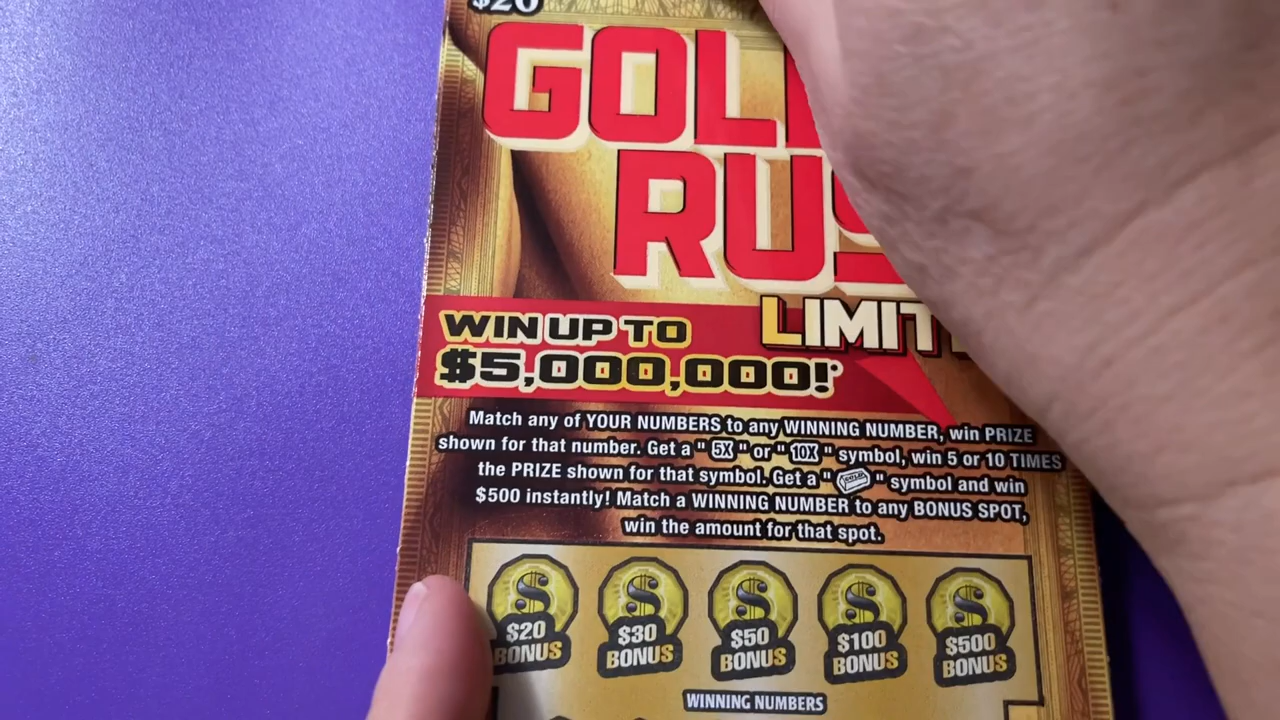 $20
GOL
RUS
LIMIT
WIN UP TO
$5,000,000!
Match any of YOUR NUMBERS to any WINNING NUMBER, win PRIZE
shown for that number. Get a " 5X " or " 10X " symbol, win 5 or 10 TIMES
the PRIZE shown for that symbol. Get a " " symbol and win
$500 instantly! Match a WINNING NUMBER to any BONUS SPOT,
win the amount for that spot.
$20 BONUS
$30 BONUS
$50 BONUS
$100 BONUS
$500 BONUS
WINNING NUMBERS